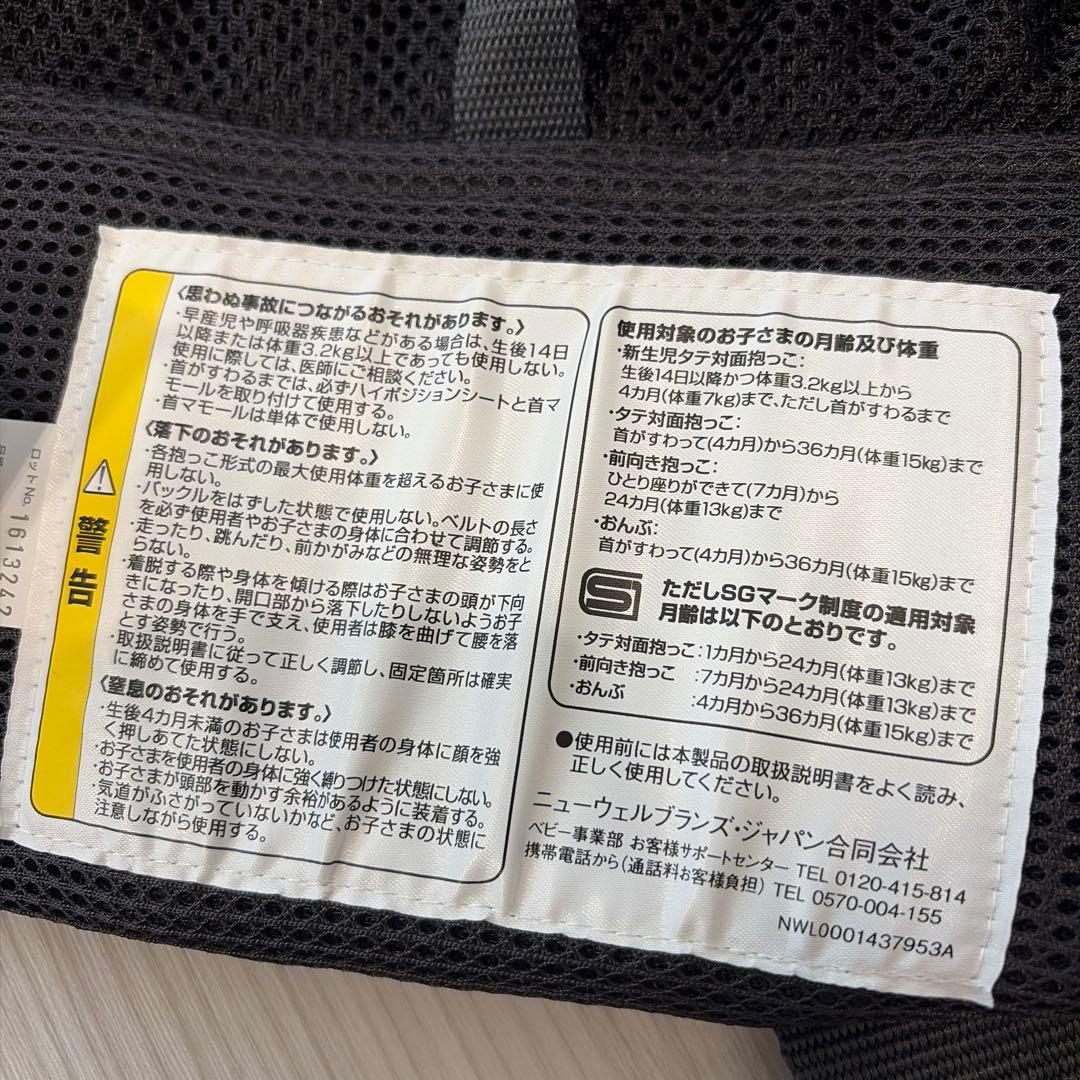 ロットNo. 1613242
警告
〈思わぬ事故につながるおそれがあります。〉
・早産児や呼吸器疾患などがある場合は、生後14日
以降または体重3.2kg以上であっても使用しない。
使用に際しては、医師にご相談ください。
・首がすわるまでは、必ずハイポジションシートと首マ
モールを取り付けて使用する。
・首マモールは単体で使用しない。
〈落下のおそれがあります。〉
・各抱っこ形式の最大使用体重を超えるお子さまに使
用しない。
・バックルをはずした状態で使用しない。ベルトの長さ
を必ず使用者やお子さまの身体に合わせて調節する。
・走ったり、跳んだり、前かがみなどの無理な姿勢をと
らない。
・着脱する際や身体を傾ける際はお子さまの頭が下向
きになったり、開口部から落下したりしないようお子
さまの身体を手で支え、使用者は膝を曲げて腰を落
とす姿勢で行う。
・取扱説明書に従って正しく調節し、固定箇所は確実
に締めて使用する。
〈窒息のおそれがあります。〉
・生後4カ月未満のお子さまは使用者の身体に顔を強
く押しあてた状態にしない。
・お子さまを使用者の身体に強く縛りつけた状態にしない。
・お子さまが頭部を動かす余裕があるように装着する。
・気道がふさがっていないかなど、お子さまの状態に
注意しながら使用する。
使用対象のお子さまの月齢及び体重
・新生児タテ対面抱っこ:
生後14日以降かつ体重3.2kg以上から
4カ月(体重7kg)まで、ただし首がすわるまで
・タテ対面抱っこ:
首がすわって(4カ月)から36カ月(体重15kg)まで
・前向き抱っこ:
ひとり座りができて(7カ月)から
24カ月(体重13kg)まで
・おんぶ:
首がすわって(4カ月)から36カ月(体重15kg)まで
ただしSGマーク制度の適用対象
月齢は以下のとおりです。
・タテ対面抱っこ:1カ月から24カ月(体重13kg)まで
・前向き抱っこ :7カ月から24カ月(体重13kg)まで
・おんぶ :4カ月から36カ月(体重15kg)まで
●使用前には本製品の取扱説明書をよく読み、
正しく使用してください。
ニューウェルブランズ・ジャパン合同会社
ベビー事業部 お客様サポートセンター TEL 0120-415-814
携帯電話から(通話料お客様負担) TEL 0570-004-155
NWL0001437953A